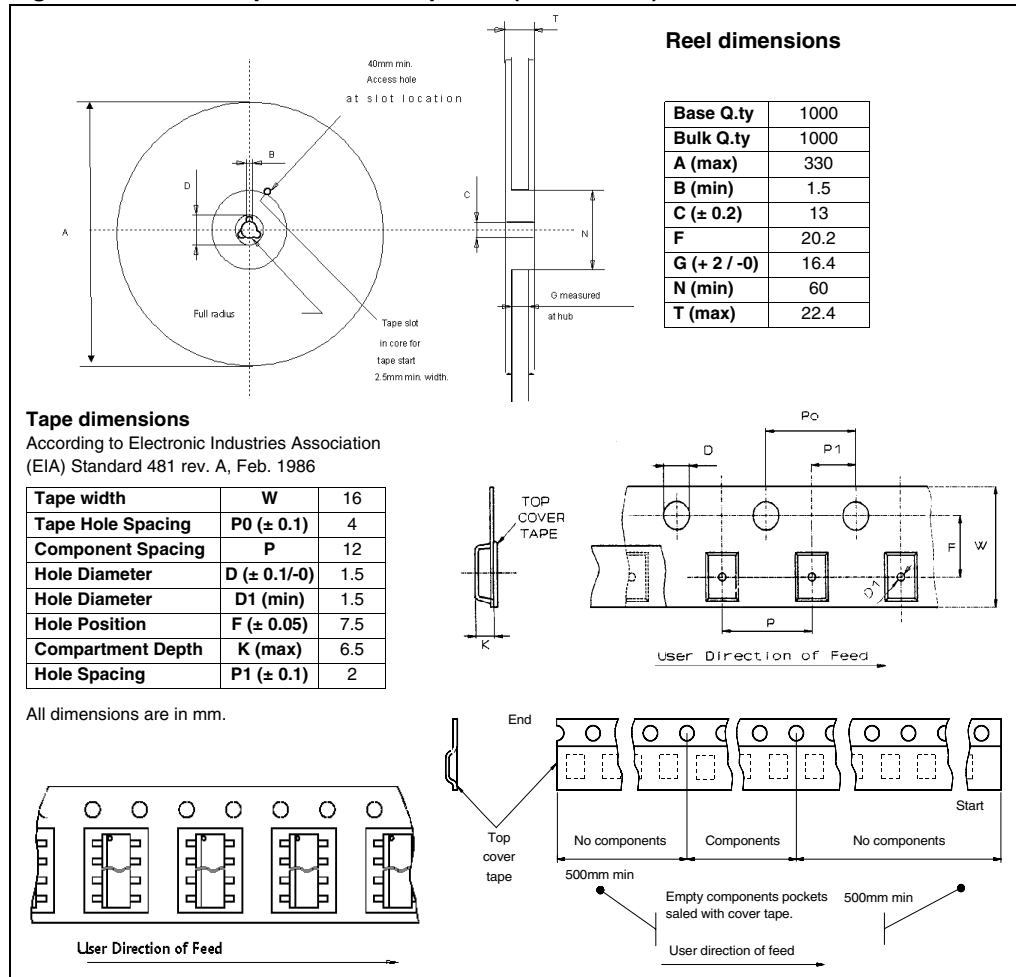 T
Reel dimensions
40mm min.
Access hole
at slot location
B
D
C
A
N
G measured
at hub
Full radius
Tape slot
in core for
tape start
2.5mm min. width.
Base Q.ty 1000
Bulk Q.ty 1000
A (max) 330
B (min) 1.5
C (± 0.2) 13
F 20.2
G (+ 2 / -0) 16.4
N (min) 60
T (max) 22.4
Tape dimensions
According to Electronic Industries Association
(EIA) Standard 481 rev. A, Feb. 1986
Tape width W 16
Tape Hole Spacing P0 (± 0.1) 4
Component Spacing P 12
Hole Diameter D (± 0.1/-0) 1.5
Hole Diameter D1 (min) 1.5
Hole Position F (± 0.05) 7.5
Compartment Depth K (max) 6.5
Hole Spacing P1 (± 0.1) 2
All dimensions are in mm.
Po
D
P1
TOP
COVER
TAPE
F
W
D1
K
P
User Direction of Feed
End
Start
Top
cover
tape
No components
Components
No components
500mm min
Empty components pockets
saled with cover tape.
500mm min
User direction of feed
User Direction of Feed